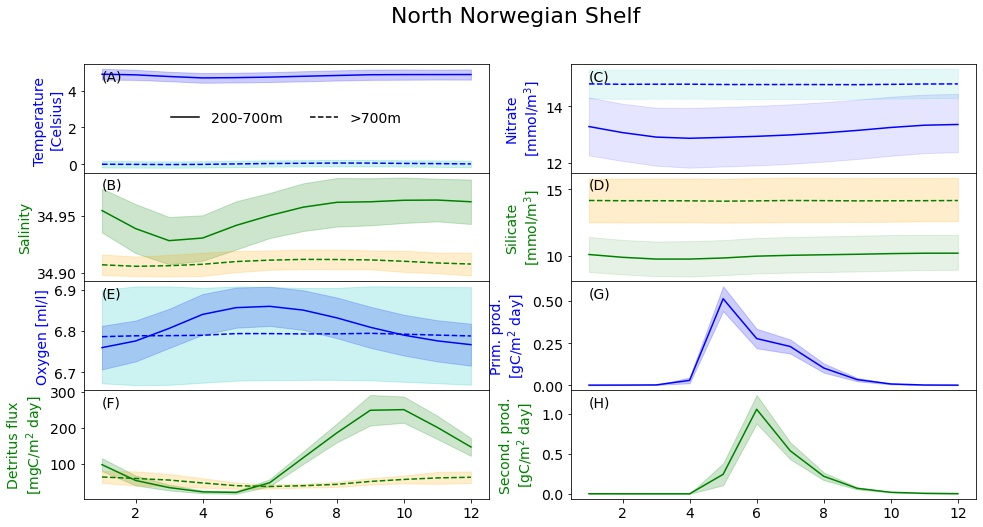 North Norwegian Shelf
Temperature
[Celsius]
4
2
0
(A)
200-700m
>700m
Nitrate
[mmol/m³]
14
12
(C)
Salinity
34.95
34.90
(B)
Silicate
[mmol/m³]
15
10
(D)
Oxygen [ml/l]
6.9
6.8
6.7
(E)
Prim. prod.
[gC/m² day]
0.50
0.25
0.00
(G)
Detritus flux
[mgC/m² day]
300
200
100
(F)
2 4 6 8 10 12
Second. prod.
[gC/m² day]
1.0
0.5
0.0
(H)
2 4 6 8 10 12